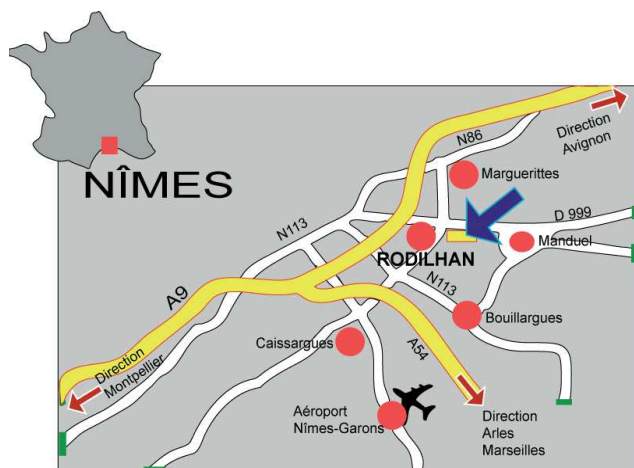 NÎMES
N86
Direction
Avignon
Marguerittes
N113
D 999
RODILHAN
Manduel
N113
A9
Bouillargues
Direction
Montpellier
Caissargues
A54
Aéroport
Nîmes-Garons
Direction
Arles
Marseilles